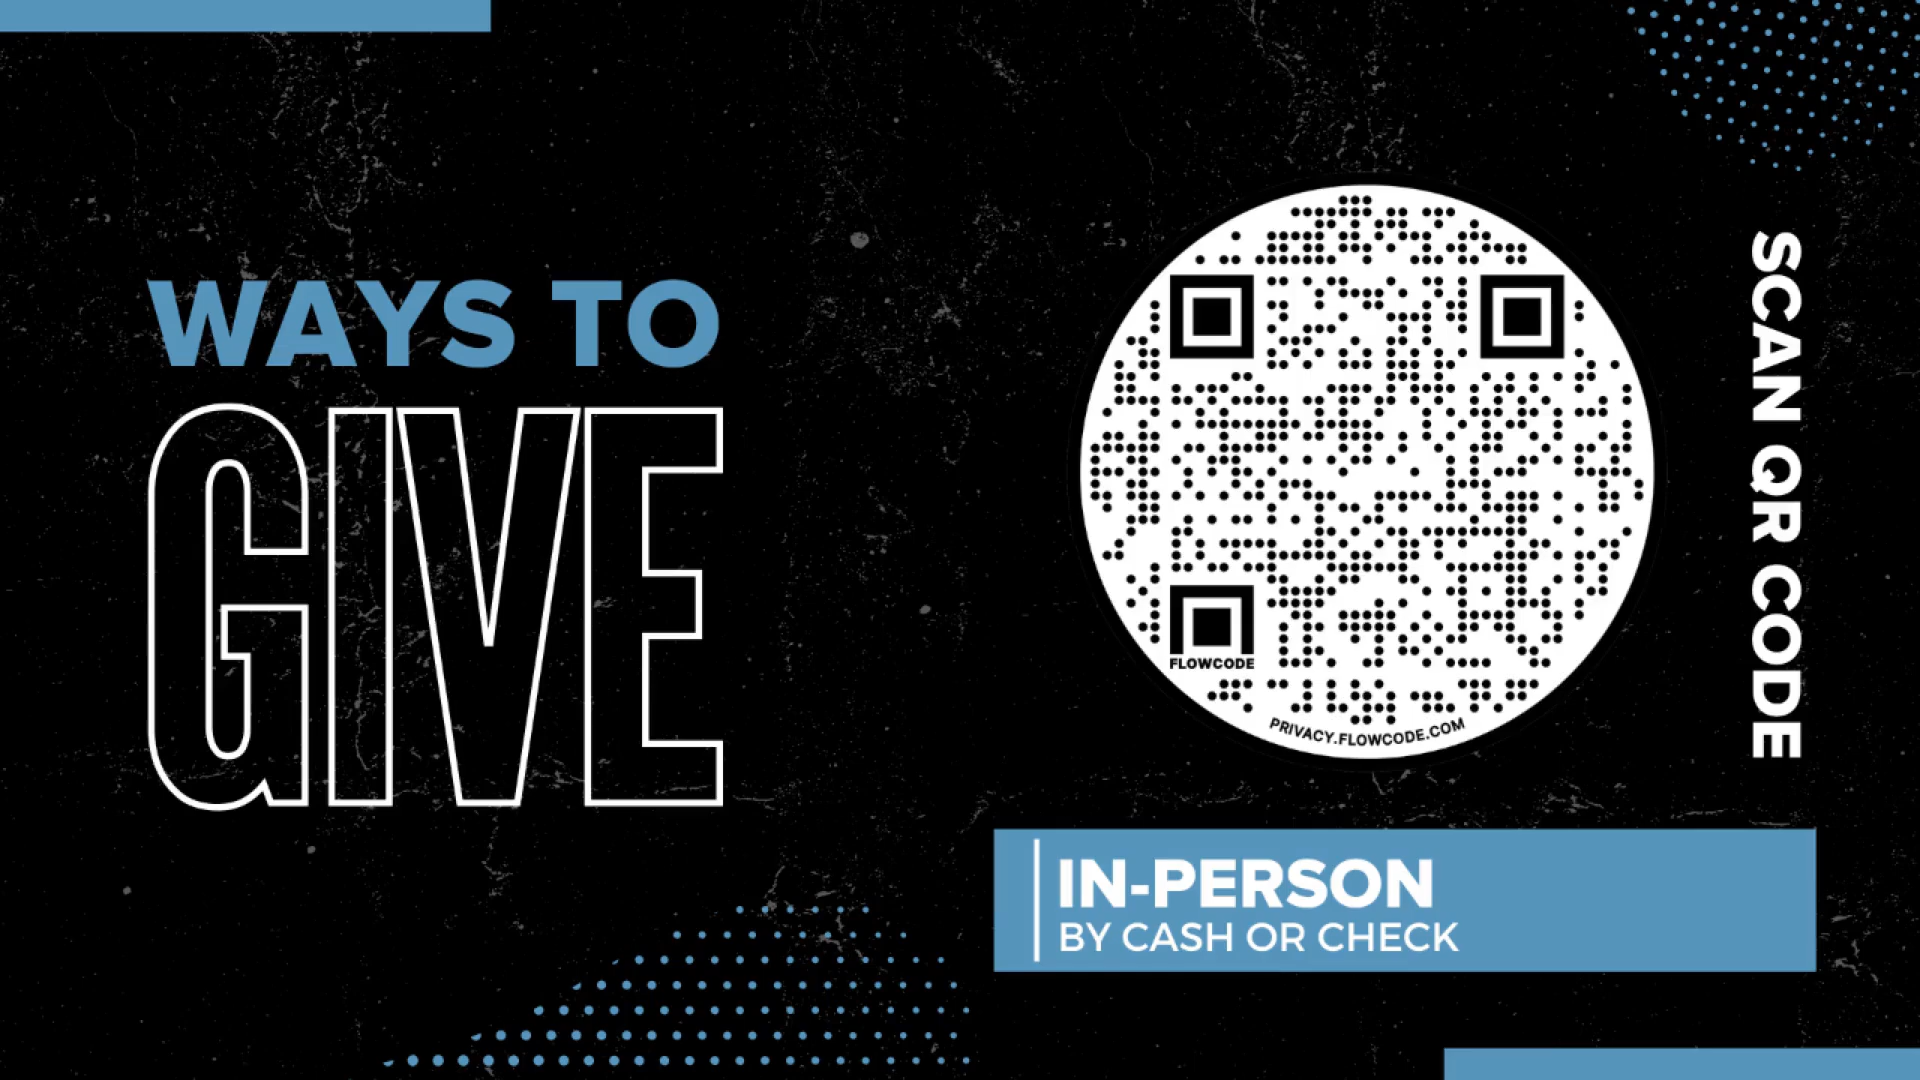 WAYS TO
GIVE
SCAN QR CODE
FLOWCODE
PRIVACY.FLOWCODE.COM
IN-PERSON
BY CASH OR CHECK